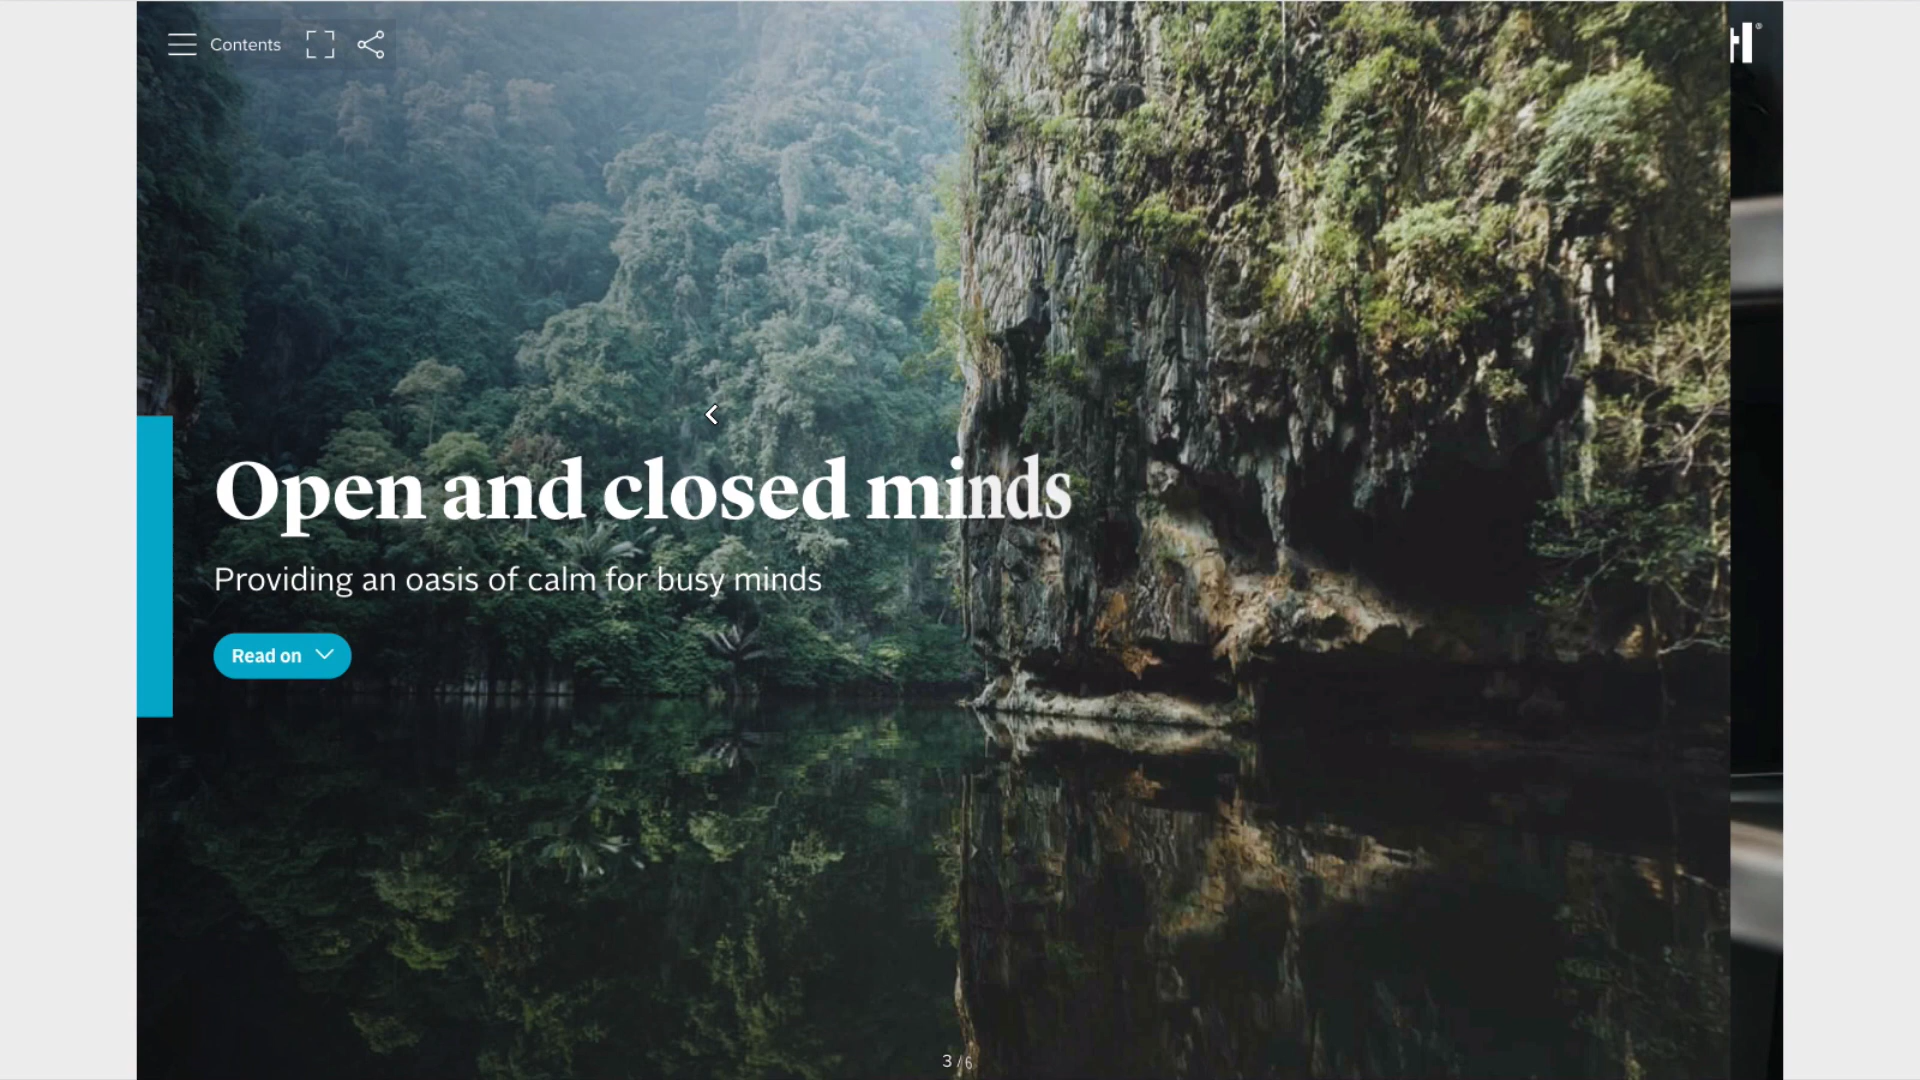 Contents
Open and closed minds
Providing an oasis of calm for busy minds
Read on
3 / 6